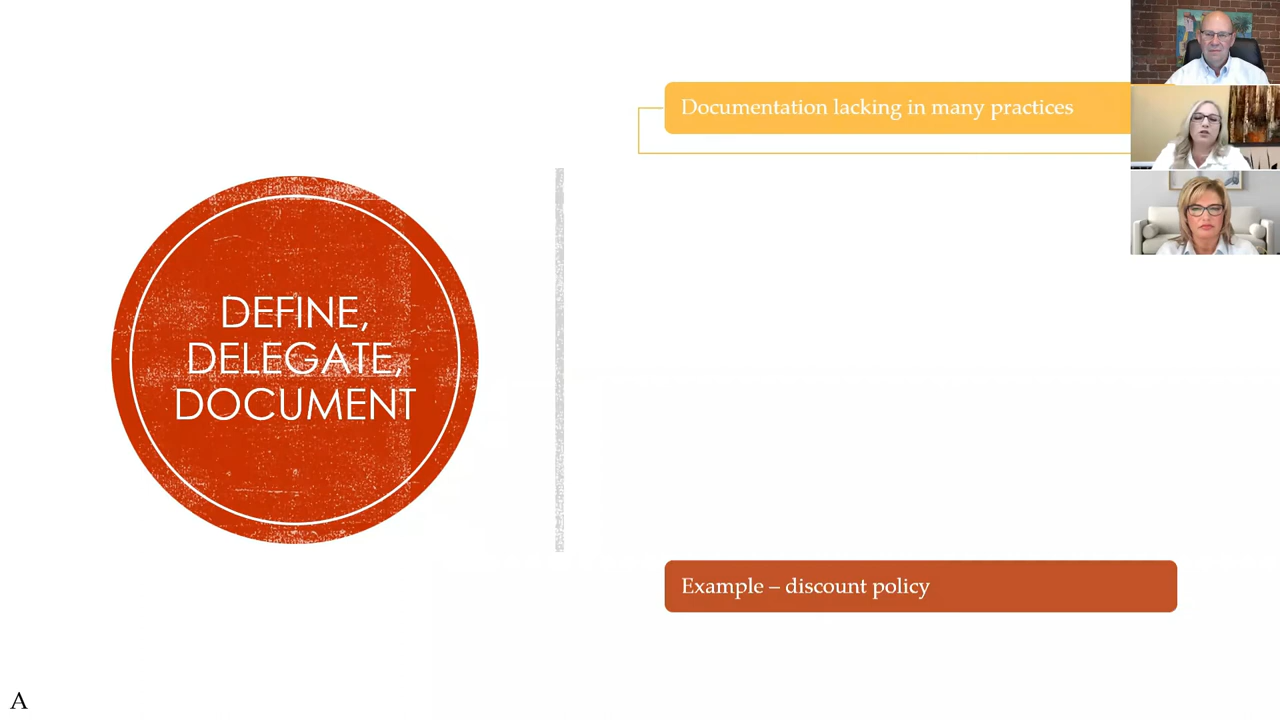 DEFINE,
DELEGATE,
DOCUMENT
Documentation lacking in many practices
Example – discount policy
A